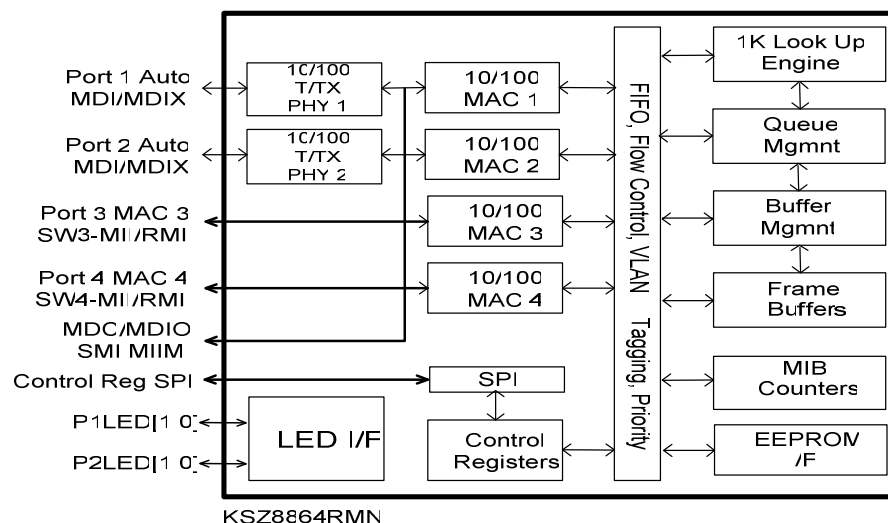 Port 1 Auto
MDI/MDIX
10/100
T/TX
PHY 1
10/100
MAC 1
1K Look Up
Engine
Port 2 Auto
MDI/MDIX
10/100
T/TX
PHY 2
10/100
MAC 2
Queue
Mgmnt
Port 3 MAC 3
SW3-MII/RMI
10/100
MAC 3
Buffer
Mgmnt
Port 4 MAC 4
SW4-MII/RMI
10/100
MAC 4
Frame
Buffers
FIFO, Flow Control, VLAN Tagging, Priority
MDC/MDIO
SMI MIIM
Control Reg SPI
SPI
MIB
Counters
P1LED[1 0]
P2LED[1 0]
LED I/F
Control
Registers
EEPROM
/F
KSZ8864RMN